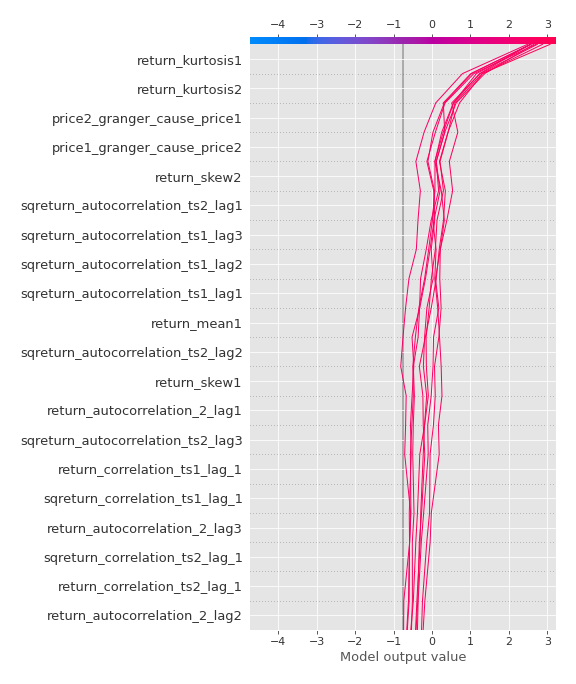 −4 −3 −2 −1 0 1 2 3
return_kurtosis1
return_kurtosis2
price2_granger_cause_price1
price1_granger_cause_price2
return_skew2
sqreturn_autocorrelation_ts2_lag1
sqreturn_autocorrelation_ts1_lag3
sqreturn_autocorrelation_ts1_lag2
sqreturn_autocorrelation_ts1_lag1
return_mean1
sqreturn_autocorrelation_ts2_lag2
return_skew1
return_autocorrelation_2_lag1
sqreturn_autocorrelation_ts2_lag3
return_correlation_ts1_lag_1
sqreturn_correlation_ts1_lag_1
return_autocorrelation_2_lag3
sqreturn_correlation_ts2_lag_1
return_correlation_ts2_lag_1
return_autocorrelation_2_lag2
−4 −3 −2 −1 0 1 2 3
Model output value